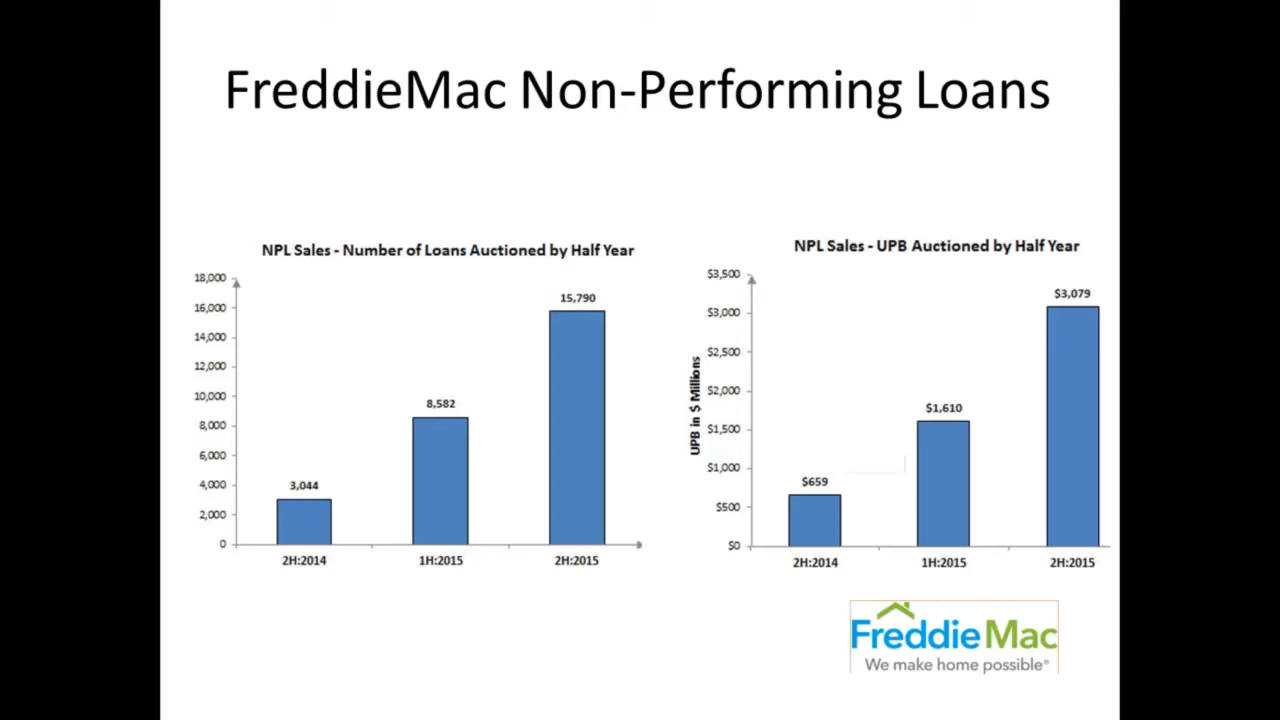 FreddieMac Non-Performing Loans
NPL Sales - Number of Loans Auctioned by Half Year
18,000
16,000
14,000
12,000
10,000
8,000
6,000
4,000
2,000
0
3,044
8,582
15,790
2H:2014
1H:2015
2H:2015
NPL Sales - UPB Auctioned by Half Year
UPB in $ Millions
$3,500
$3,000
$2,500
$2,000
$1,500
$1,000
$500
$0
$659
$1,610
$3,079
2H:2014
1H:2015
2H:2015
FreddieMac
We make home possible®